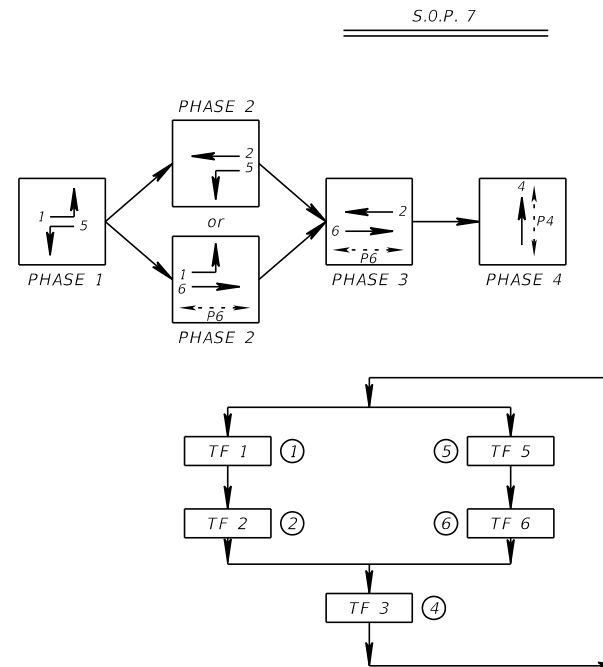 S.O.P. 7
PHASE 2
2
5
1
5
or
1
6
P6
PHASE 2
PHASE 1
2
6
P6
PHASE 3
4
P4
PHASE 4
TF 1
1
5
TF 5
TF 2
2
6
TF 6
TF 3
4